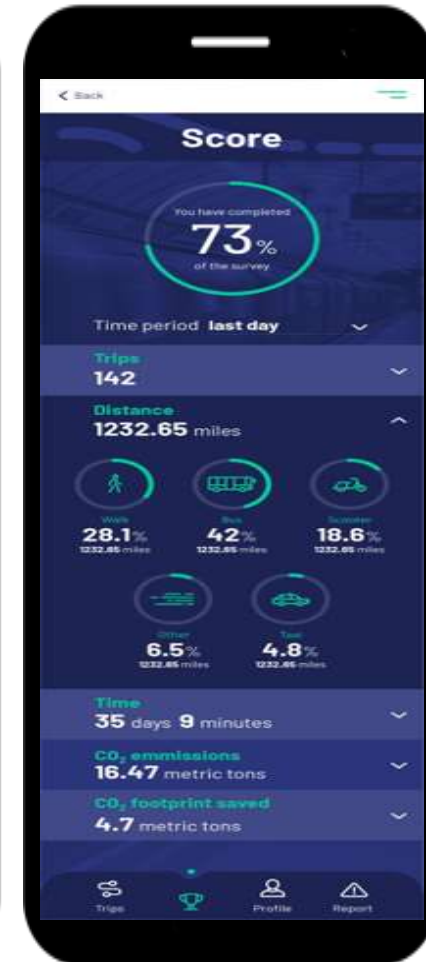 Back
Score
You have completed
73%
of the survey
Time period last day
Trips
142
Distance
1232.65 miles
Walk Bus Scooter
28.1% 42% 18.6%
1232.65 miles 1232.65 miles 1232.65 miles
Other Taxi
6.5% 4.8%
1232.65 miles 1232.65 miles
Time
35 days 9 minutes
CO₂ emmissions
16.47 metric tons
CO₂ footprint saved
4.7 metric tons
Trips Profile Report